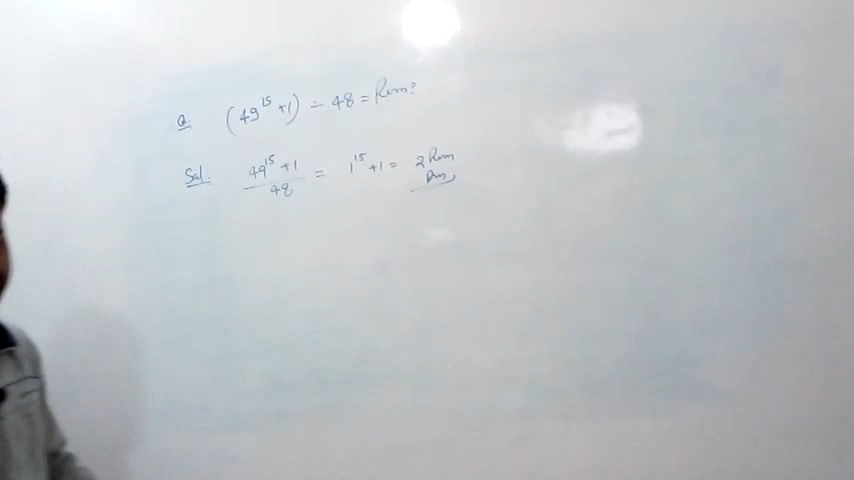 Q. (49^15 + 1) ÷ 48 = Rem?
Sol. 49^15 + 1 / 48 = 1^15 + 1 = 2 Rem
Ans